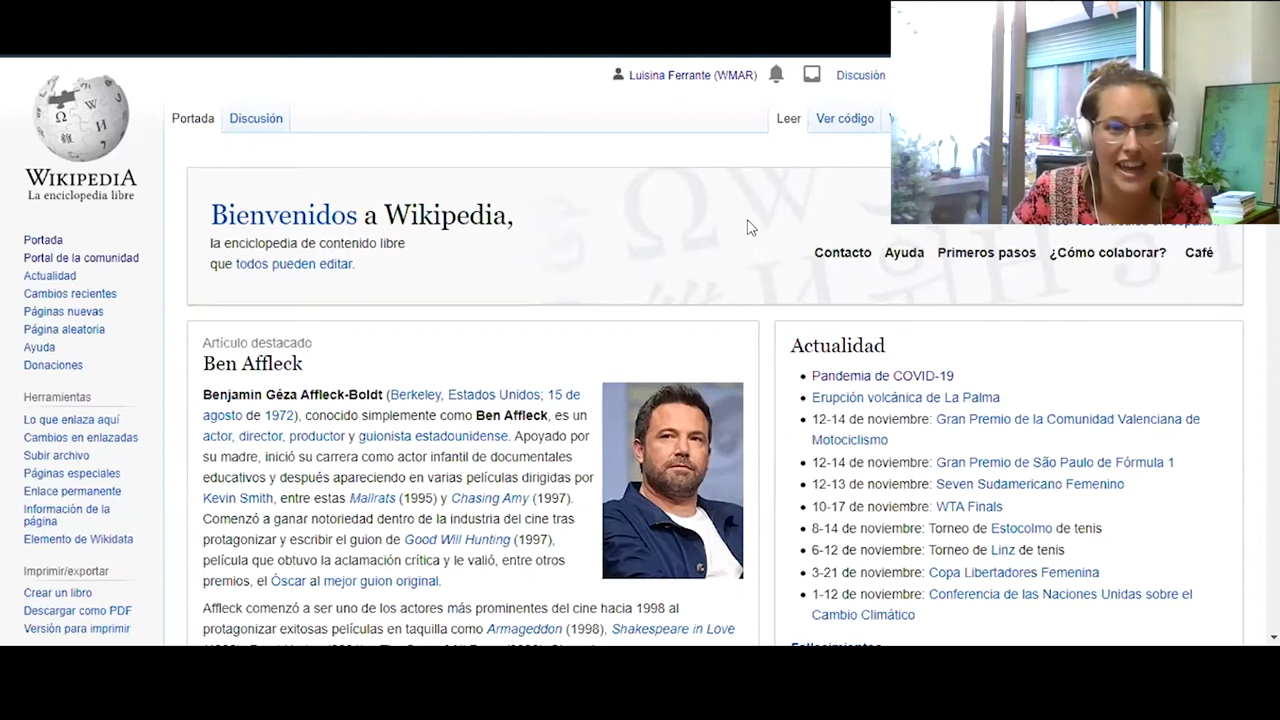 Luisina Ferrante (WMAR)
Discusión
Portada
Discusión
Leer
Ver código
WIKIPEDIA
La enciclopedia libre
Bienvenidos a Wikipedia,
la enciclopedia de contenido libre
que todos pueden editar.
Contacto
Ayuda
Primeros pasos
¿Cómo colaborar?
Café
Portada
Portal de la comunidad
Actualidad
Cambios recientes
Páginas nuevas
Página aleatoria
Ayuda
Donaciones
Herramientas
Lo que enlaza aquí
Cambios en enlazadas
Subir archivo
Páginas especiales
Enlace permanente
Información de la
página
Elemento de Wikidata
Imprimir/exportar
Crear un libro
Descargar como PDF
Versión para imprimir
Artículo destacado
Ben Affleck
Benjamin Géza Affleck-Boldt (Berkeley, Estados Unidos; 15 de
agosto de 1972), conocido simplemente como Ben Affleck, es un
actor, director, productor y guionista estadounidense. Apoyado por
su madre, inició su carrera como actor infantil de documentales
educativos y después apareciendo en varias películas dirigidas por
Kevin Smith, entre estas Mallrats (1995) y Chasing Amy (1997).
Comenzó a ganar notoriedad dentro de la industria del cine tras
protagonizar y escribir el guion de Good Will Hunting (1997),
película que obtuvo la aclamación crítica y le valió, entre otros
premios, el Óscar al mejor guion original.
Affleck comenzó a ser uno de los actores más prominentes del cine hacia 1998 al
protagonizar exitosas películas en taquilla como Armageddon (1998), Shakespeare in Love
Actualidad
Pandemia de COVID-19
Erupción volcánica de La Palma
12-14 de noviembre: Gran Premio de la Comunidad Valenciana de
Motociclismo
12-14 de noviembre: Gran Premio de São Paulo de Fórmula 1
12-13 de noviembre: Seven Sudamericano Femenino
10-17 de noviembre: WTA Finals
8-14 de noviembre: Torneo de Estocolmo de tenis
6-12 de noviembre: Torneo de Linz de tenis
3-21 de noviembre: Copa Libertadores Femenina
1-12 de noviembre: Conferencia de las Naciones Unidas sobre el
Cambio Climático